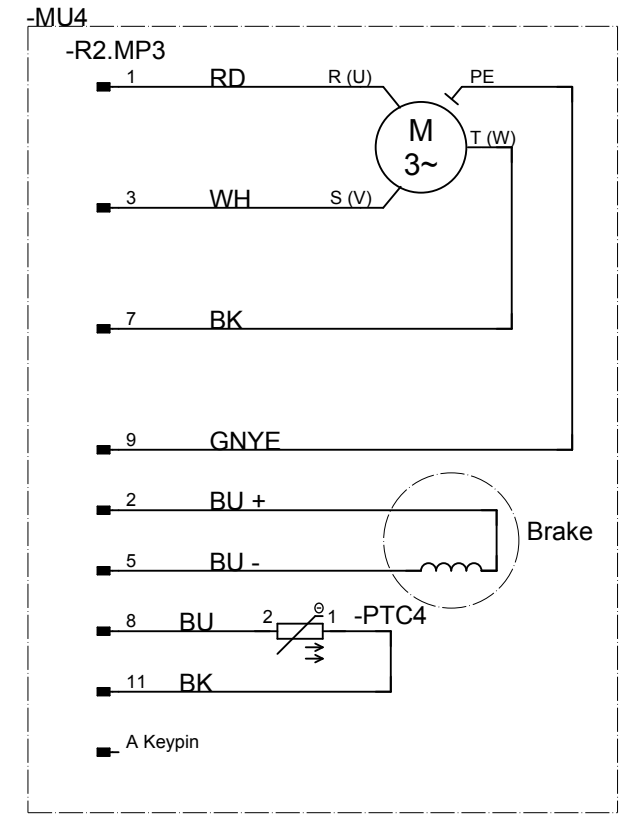 -MU4
-R2.MP3
1 RD R (U) PE
M
3~
T (W)
3 WH S (V)
7 BK
9 GNYE
2 BU +
Brake
5 BU -
8 BU 2 1 -PTC4
11 BK
A Keypin